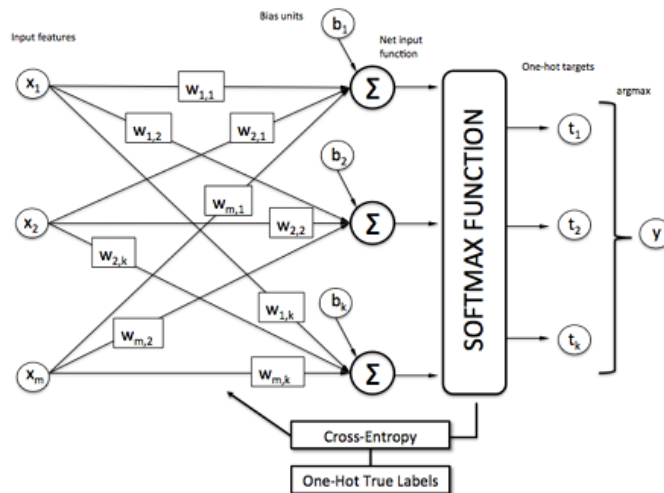 Bias units
b1
Input features
Net input
function
One-hot targets
argmax
x1
w1,1
Σ
w1,2
w2,1
t1
b2
SOFTMAX FUNCTION
x2
wm,1
w2,2
Σ
t2
y
w2,k
bk
w1,k
wm,2
tk
xm
wm,k
Σ
Cross-Entropy
One-Hot True Labels